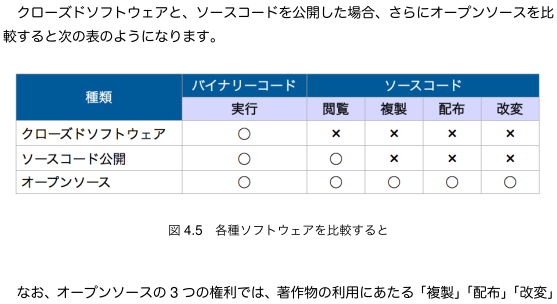 クローズドソフトウェアと、ソースコードを公開した場合、さらにオープンソースを比
較すると次の表のようになります。
種類 バイナリーコード ソースコード
実行 閲覧 複製 配布 改変
クローズドソフトウェア ○ × × × ×
ソースコード公開 ○ ○ × × ×
オープンソース ○ ○ ○ ○ ○
図 4.5 各種ソフトウェアを比較すると
なお、オープンソースの 3 つの権利では、著作物の利用にあたる「複製」「配布」「改変」